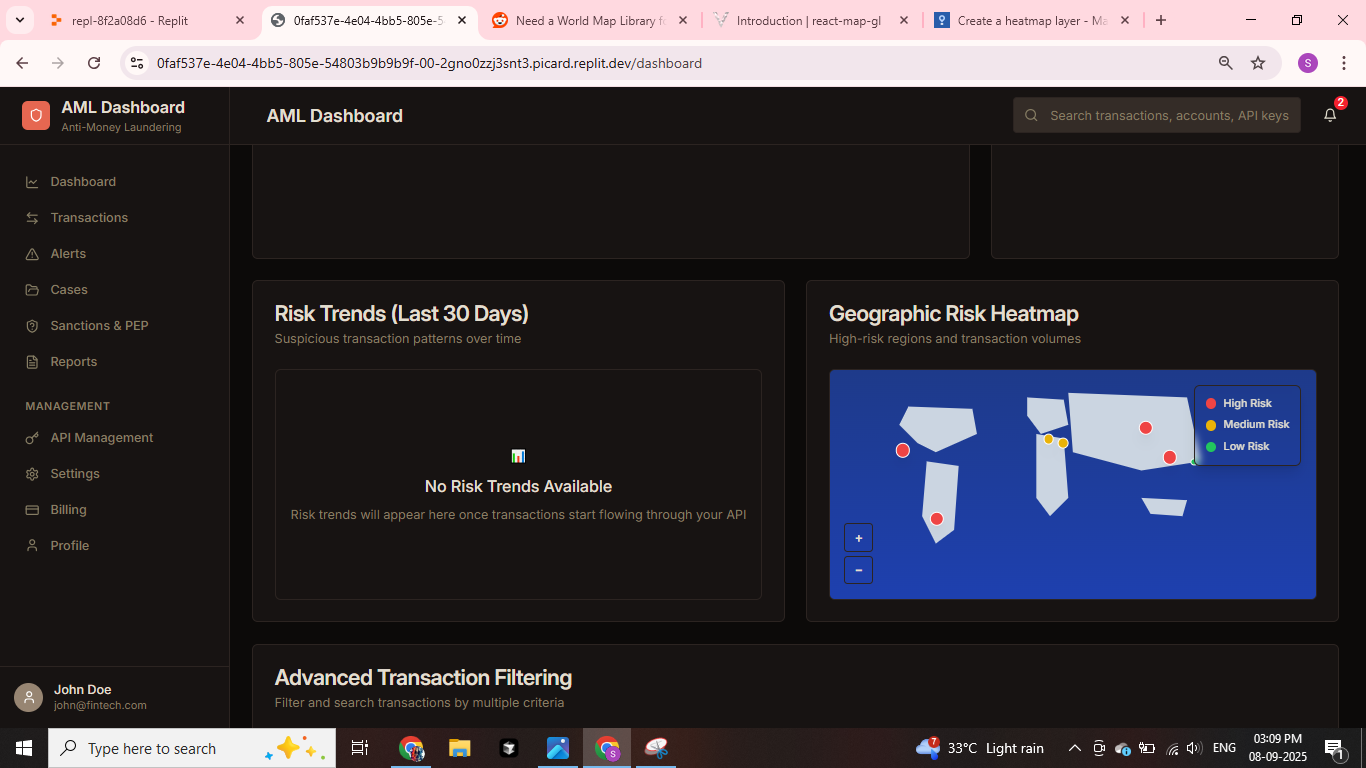 repl-8f2a08d6 - Replit
0faf537e-4e04-4bb5-805e-5
Need a World Map Library fo
Introduction | react-map-gl
Create a heatmap layer - Ma
0faf537e-4e04-4bb5-805e-54803b9b9b9f-00-2gno0zzj3snt3.picard.replit.dev/dashboard
S
AML Dashboard
Anti-Money Laundering
AML Dashboard
Search transactions, accounts, API keys
2
Dashboard
Transactions
Alerts
Cases
Sanctions & PEP
Reports
MANAGEMENT
API Management
Settings
Billing
Profile
John Doe
john@fintech.com
Risk Trends (Last 30 Days)
Suspicious transaction patterns over time
No Risk Trends Available
Risk trends will appear here once transactions start flowing through your API
Geographic Risk Heatmap
High-risk regions and transaction volumes
High Risk
Medium Risk
Low Risk
+
−
Advanced Transaction Filtering
Filter and search transactions by multiple criteria
Type here to search
S
7
33°C Light rain
ENG
03:09 PM
08-09-2025
1